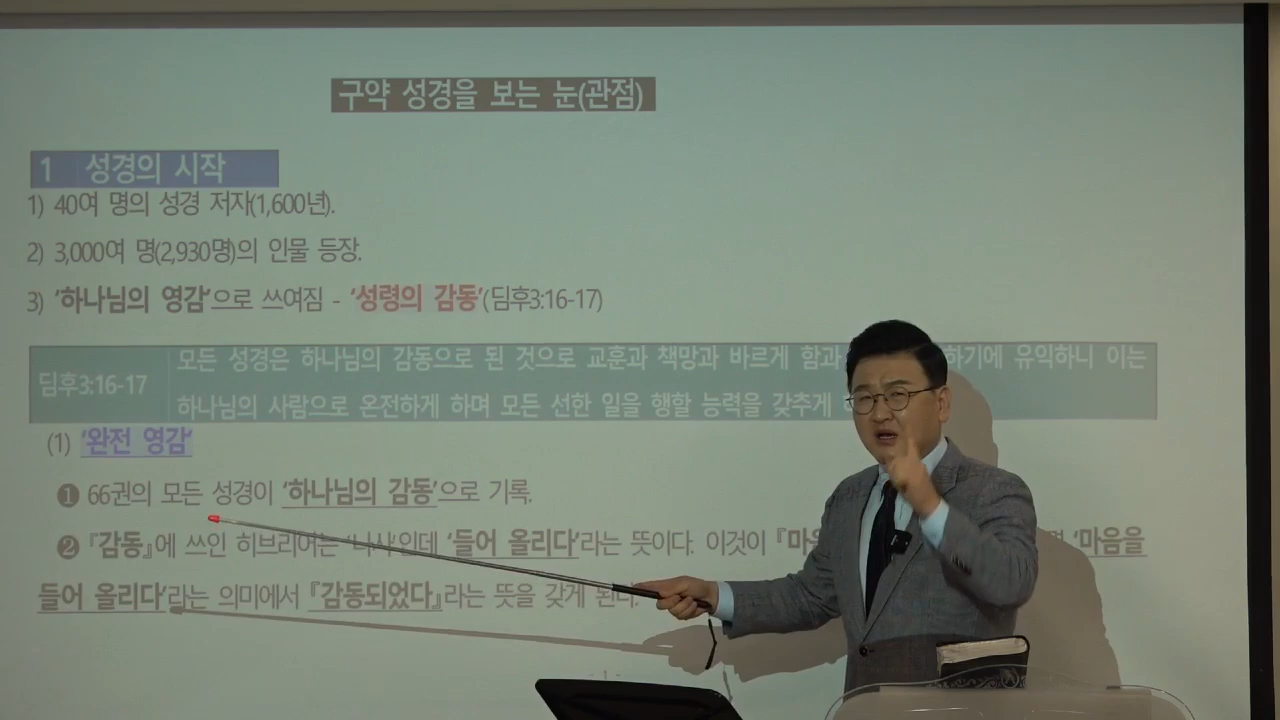 구약 성경을 보는 눈(관점)
1 성경의 시작
1) 40여 명의 성경 저자(1,600년).
2) 3,000여 명(2,930명)의 인물 등장.
3) '하나님의 영감'으로 쓰여짐 - '성령의 감동'(딤후3:16-17)
딤후3:16-17
모든 성경은 하나님의 감동으로 된 것으로 교훈과 책망과 바르게 함과 하기에 유익하니 이는
하나님의 사람으로 온전하게 하며 모든 선한 일을 행할 능력을 갖추게
(1) '완전 영감'
❶ 66권의 모든 성경이 '하나님의 감동'으로 기록.
❷ 『감동』에 쓰인 히브리어는 '나사'인데 '들어 올리다'라는 뜻이다. 이것이 『마음 '마음을
들어 올리다'라는 의미에서 『감동되었다』라는 뜻을 갖게 된다.